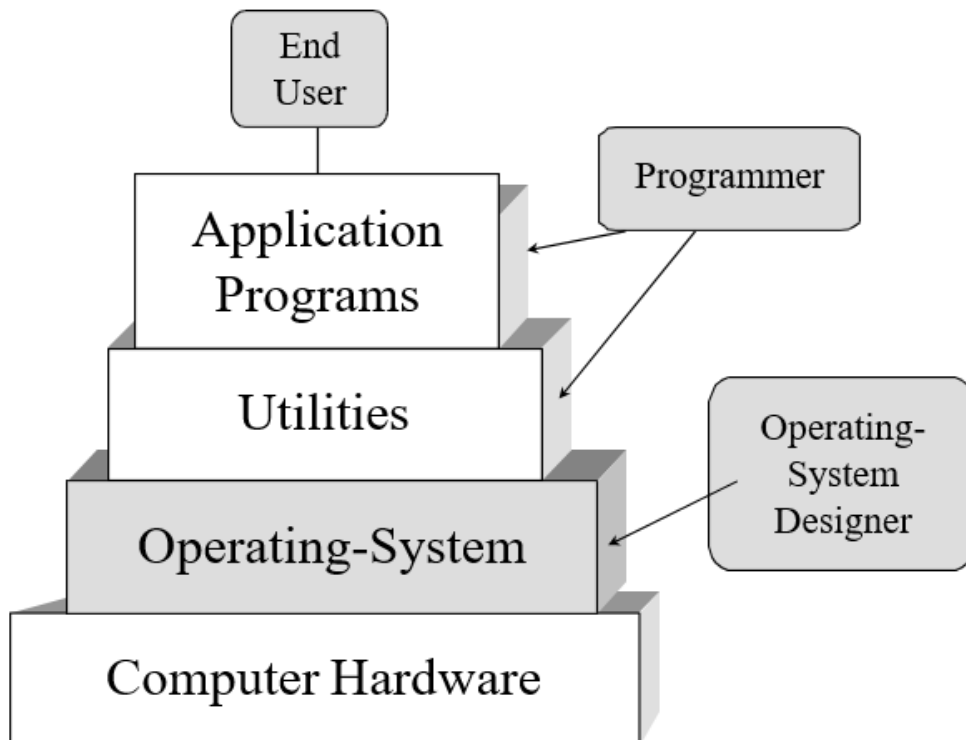 End
User
Programmer
Application
Programs
Utilities
Operating-
System
Designer
Operating-System
Computer Hardware